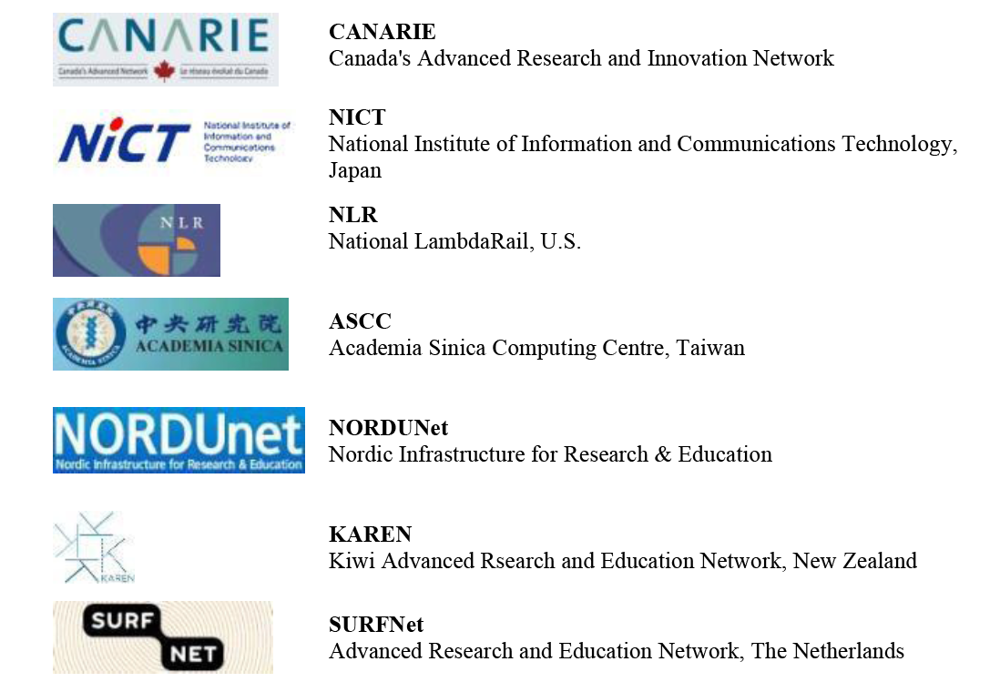 CANARIE
Canada's Advanced Network Le réseau évolué du Canada
CANARIE
Canada's Advanced Research and Innovation Network
NiCT
National Institute of
Information and
Communications
Technology
NICT
National Institute of Information and Communications Technology,
Japan
NLR
NLR
National LambdaRail, U.S.
中央研究院
ACADEMIA SINICA
ACADEMIA SINICA
ASCC
Academia Sinica Computing Centre, Taiwan
NORDUnet
Nordic Infrastructure for Research & Education
NORDUNet
Nordic Infrastructure for Research & Education
KAREN
KAREN
Kiwi Advanced Rsearch and Education Network, New Zealand
SURF
NET
SURFNet
Advanced Research and Education Network, The Netherlands